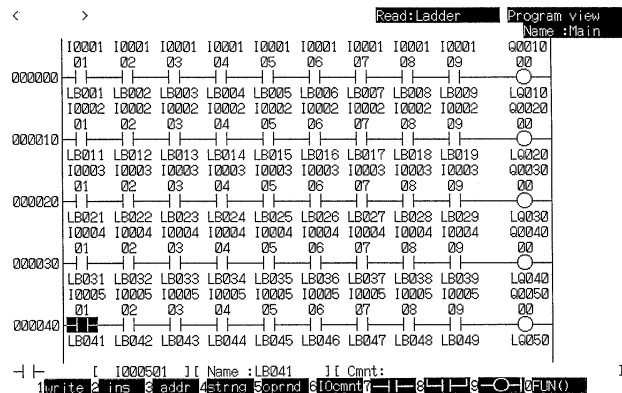 < > Read:Ladder Program view
Name :Main
I0001 I0001 I0001 I0001 I0001 I0001 I0001 I0001 I0001 Q0010
01 02 03 04 05 06 07 08 09 00
000000
LB001 LB002 LB003 LB004 LB005 LB006 LB007 LB008 LB009 LQ010
I0002 I0002 I0002 I0002 I0002 I0002 I0002 I0002 I0002 Q0020
01 02 03 04 05 06 07 08 09 00
000010
LB011 LB012 LB013 LB014 LB015 LB016 LB017 LB018 LB019 LQ020
I0003 I0003 I0003 I0003 I0003 I0003 I0003 I0003 I0003 Q0030
01 02 03 04 05 06 07 08 09 00
000020
LB021 LB022 LB023 LB024 LB025 LB026 LB027 LB028 LB029 LQ030
I0004 I0004 I0004 I0004 I0004 I0004 I0004 I0004 I0004 Q0040
01 02 03 04 05 06 07 08 09 00
000030
LB031 LB032 LB033 LB034 LB035 LB036 LB037 LB038 LB039 LQ040
I0005 I0005 I0005 I0005 I0005 I0005 I0005 I0005 I0005 Q0050
01 02 03 04 05 06 07 08 09 00
000040
LB041 LB042 LB043 LB044 LB045 LB046 LB047 LB048 LB049 LQ050
[ I000501 ][ Name :LB041 ][ Cmnt: ]
1write 2 ins 3 addr 4strng 5oprnd 6IOcmnt7 8 9 0FUN()